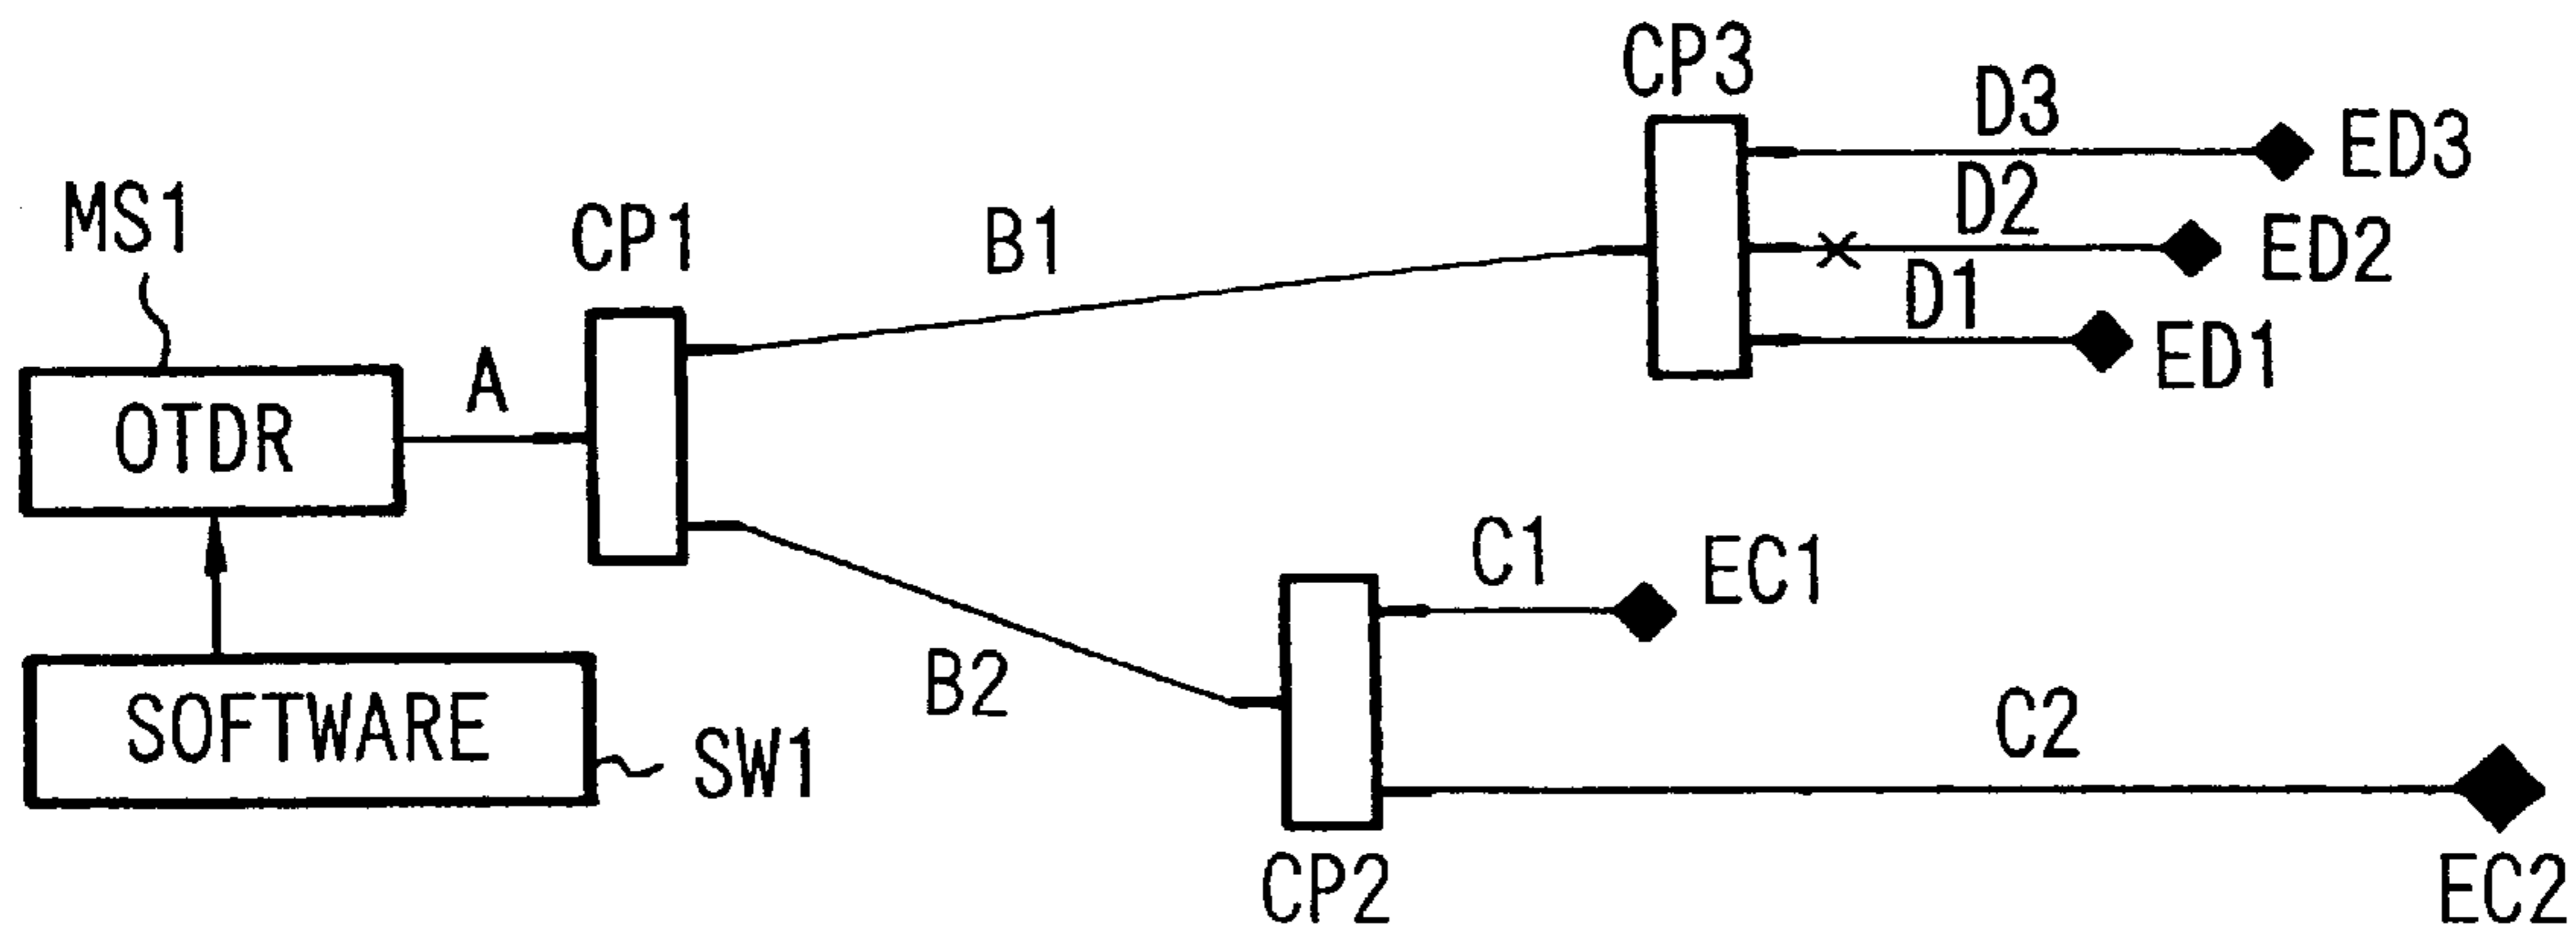 CP3
D3
ED3
MS1
CP1
B1
D2
ED2
D1
ED1
A
OTDR
C1
EC1
B2
SOFTWARE
SW1
C2
CP2
EC2